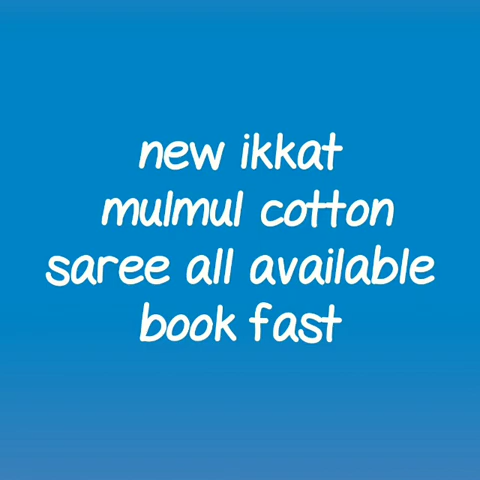 new ikkat
mulmul cotton
saree all available
book fast